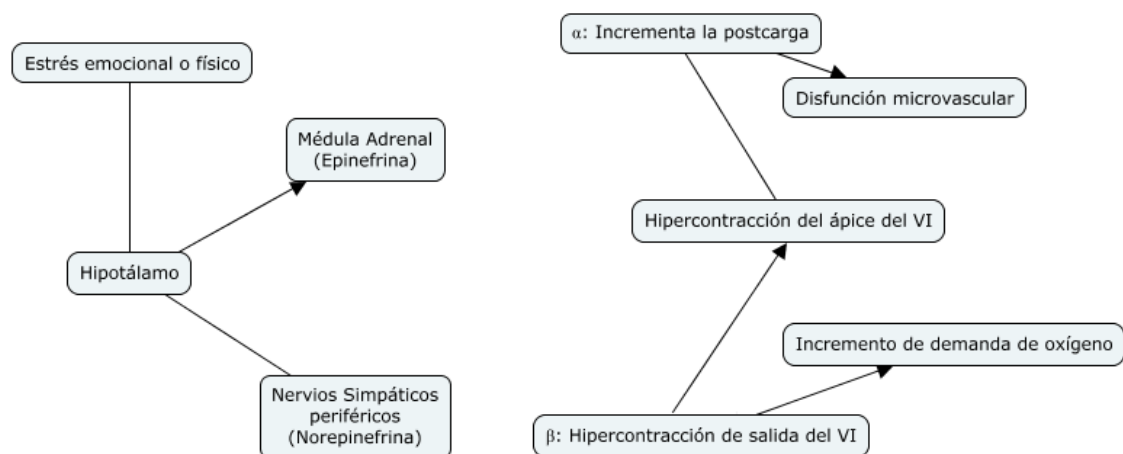 Estrés emocional o físico
Médula Adrenal
(Epinefrina)
Hipotálamo
Nervios Simpáticos
periféricos
(Norepinefrina)
α: Incrementa la postcarga
Disfunción microvascular
Hipercontracción del ápice del VI
Incremento de demanda de oxígeno
β: Hipercontracción de salida del VI